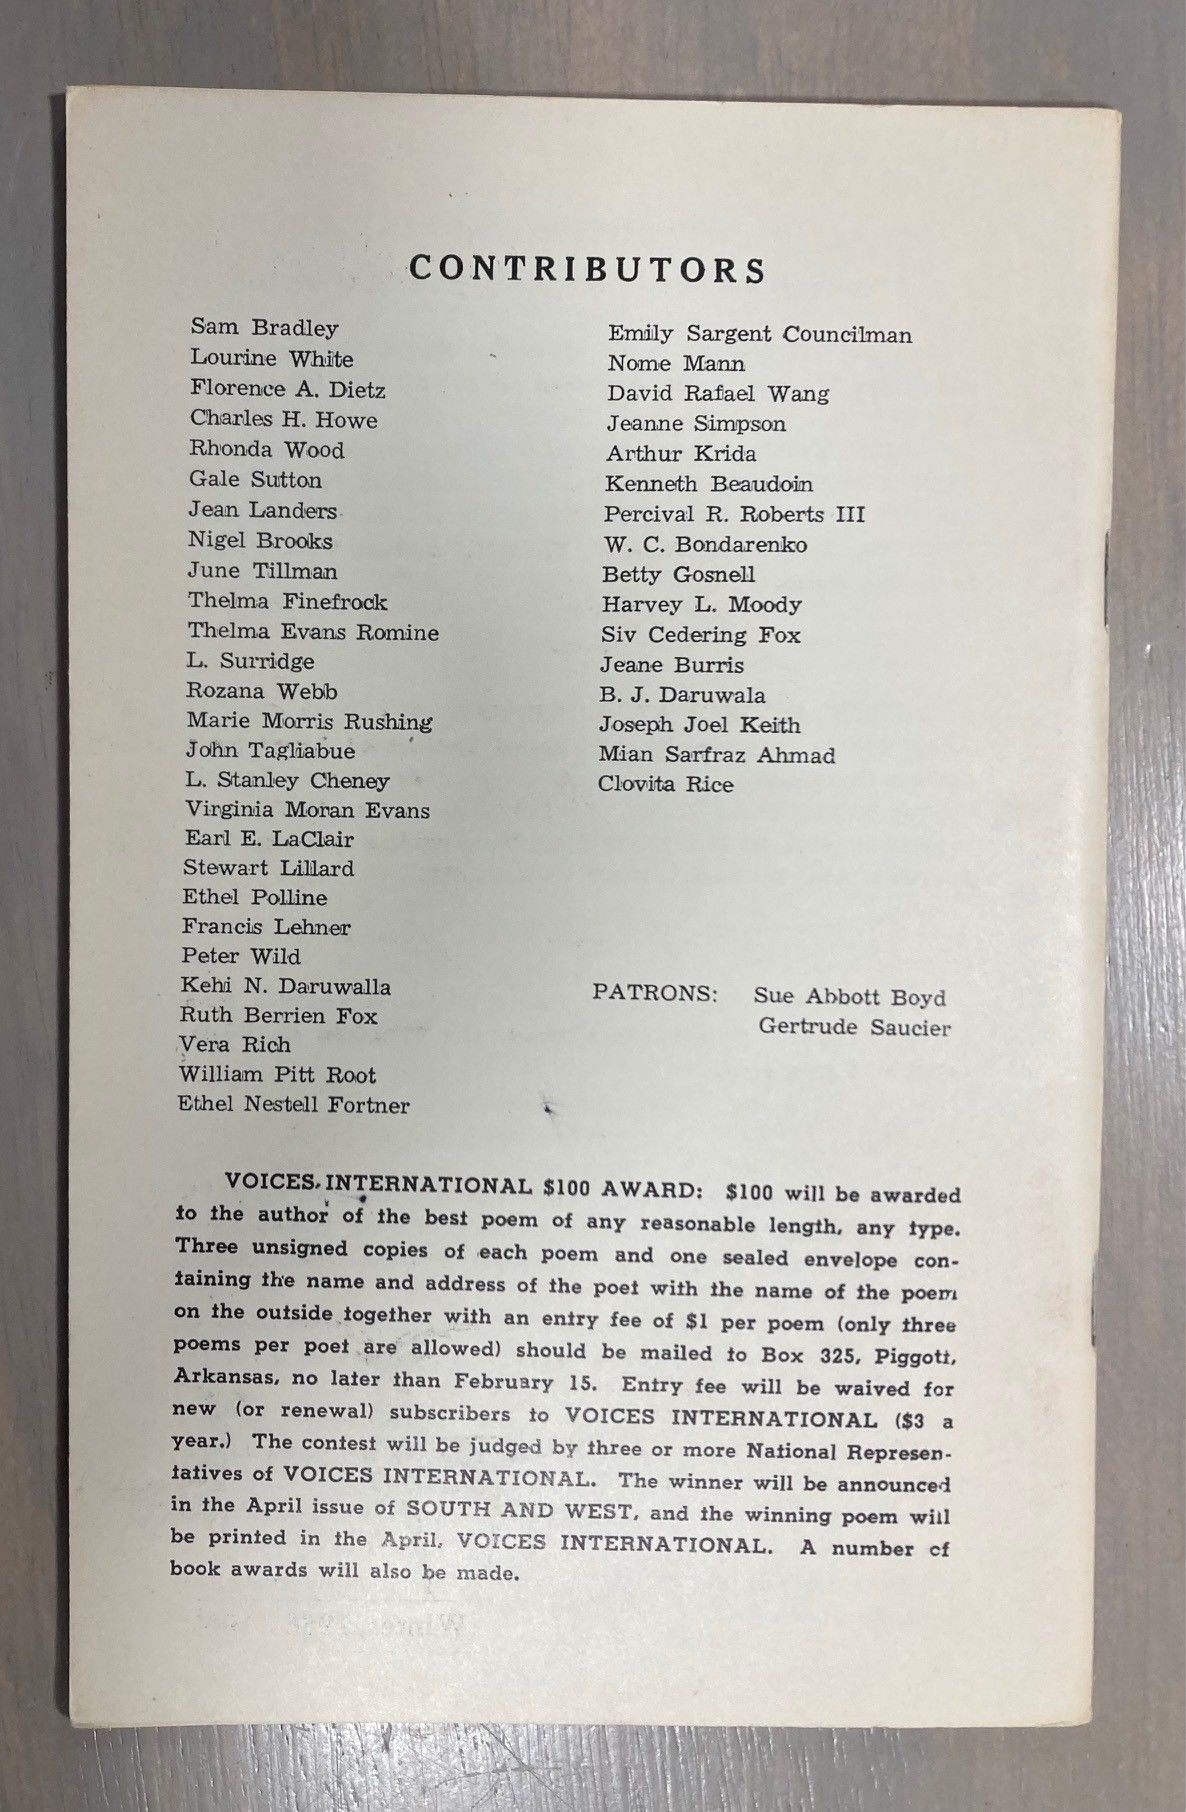 CONTRIBUTORS
Sam Bradley
Lourine White
Florence A. Dietz
Charles H. Howe
Rhonda Wood
Gale Sutton
Jean Landers
Nigel Brooks
June Tillman
Thelma Finefrock
Thelma Evans Romine
L. Surridge
Rozana Webb
Marie Morris Rushing
John Tagliabue
L. Stanley Cheney
Virginia Moran Evans
Earl E. LaClair
Stewart Lillard
Ethel Polline
Francis Lehner
Peter Wild
Kehi N. Daruwalla
Ruth Berrien Fox
Vera Rich
William Pitt Root
Ethel Nestell Fortner
Emily Sargent Councilman
Nome Mann
David Rafael Wang
Jeanne Simpson
Arthur Krida
Kenneth Beaudoin
Percival R. Roberts III
W. C. Bondarenko
Betty Gosnell
Harvey L. Moody
Siv Cedering Fox
Jeane Burris
B. J. Daruwala
Joseph Joel Keith
Mian Sarfraz Ahmad
Clovita Rice
PATRONS: Sue Abbott Boyd
Gertrude Saucier
VOICES INTERNATIONAL $100 AWARD: $100 will be awarded
to the author of the best poem of any reasonable length, any type.
Three unsigned copies of each poem and one sealed envelope con-
taining the name and address of the poet with the name of the poem
on the outside together with an entry fee of $1 per poem (only three
poems per poet are allowed) should be mailed to Box 325, Piggott,
Arkansas, no later than February 15. Entry fee will be waived for
new (or renewal) subscribers to VOICES INTERNATIONAL ($3 a
year.) The contest will be judged by three or more National Represen-
tatives of VOICES INTERNATIONAL. The winner will be announced
in the April issue of SOUTH AND WEST, and the winning poem will
be printed in the April, VOICES INTERNATIONAL. A number of
book awards will also be made.